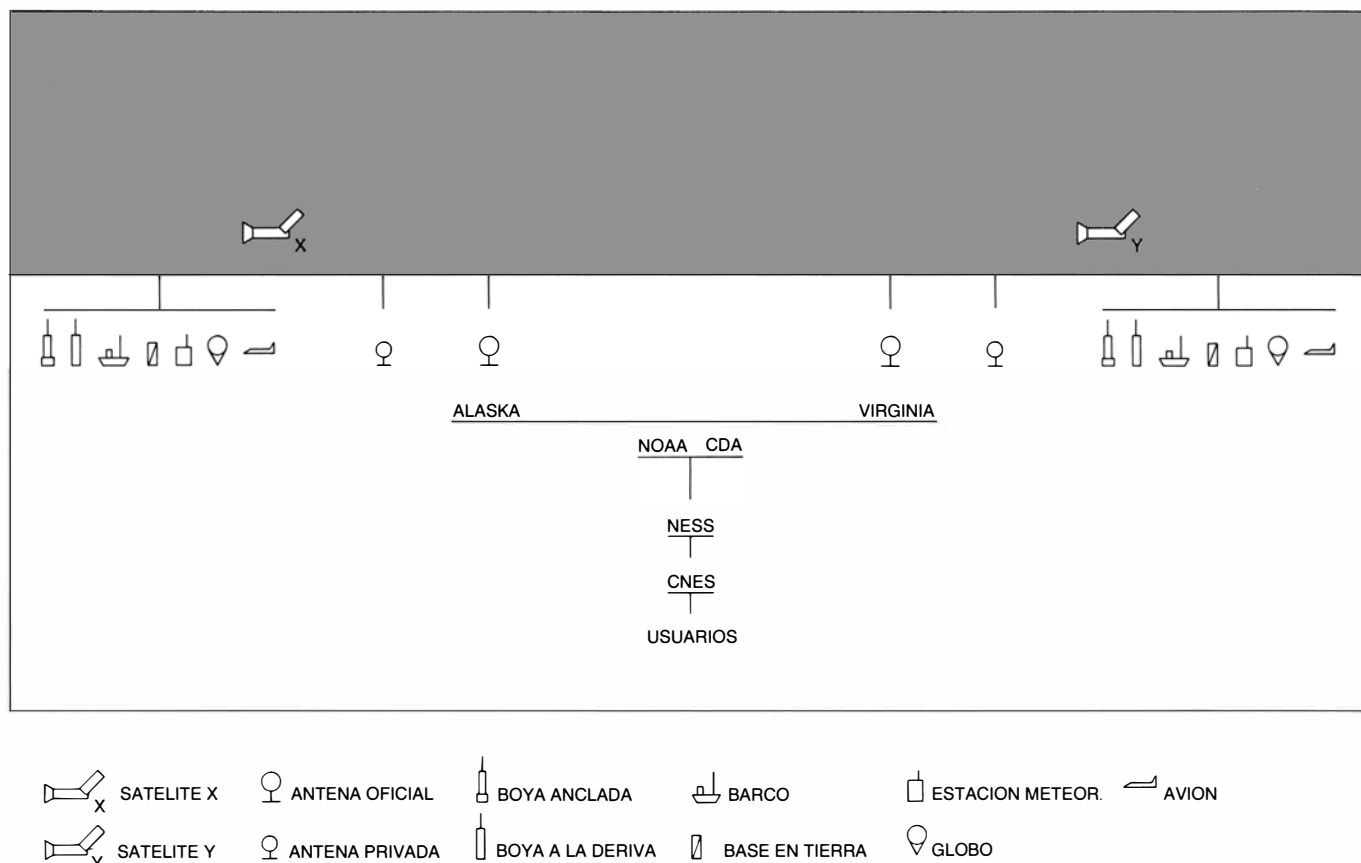 X
Y
ALASKA VIRGINIA
NOAA CDA
NESS
CNES
USUARIOS
X SATELITE X ANTENA OFICIAL BOYA ANCLADA BARCO ESTACION METEOR. AVION
Y SATELITE Y ANTENA PRIVADA BOYA A LA DERIVA BASE EN TIERRA GLOBO